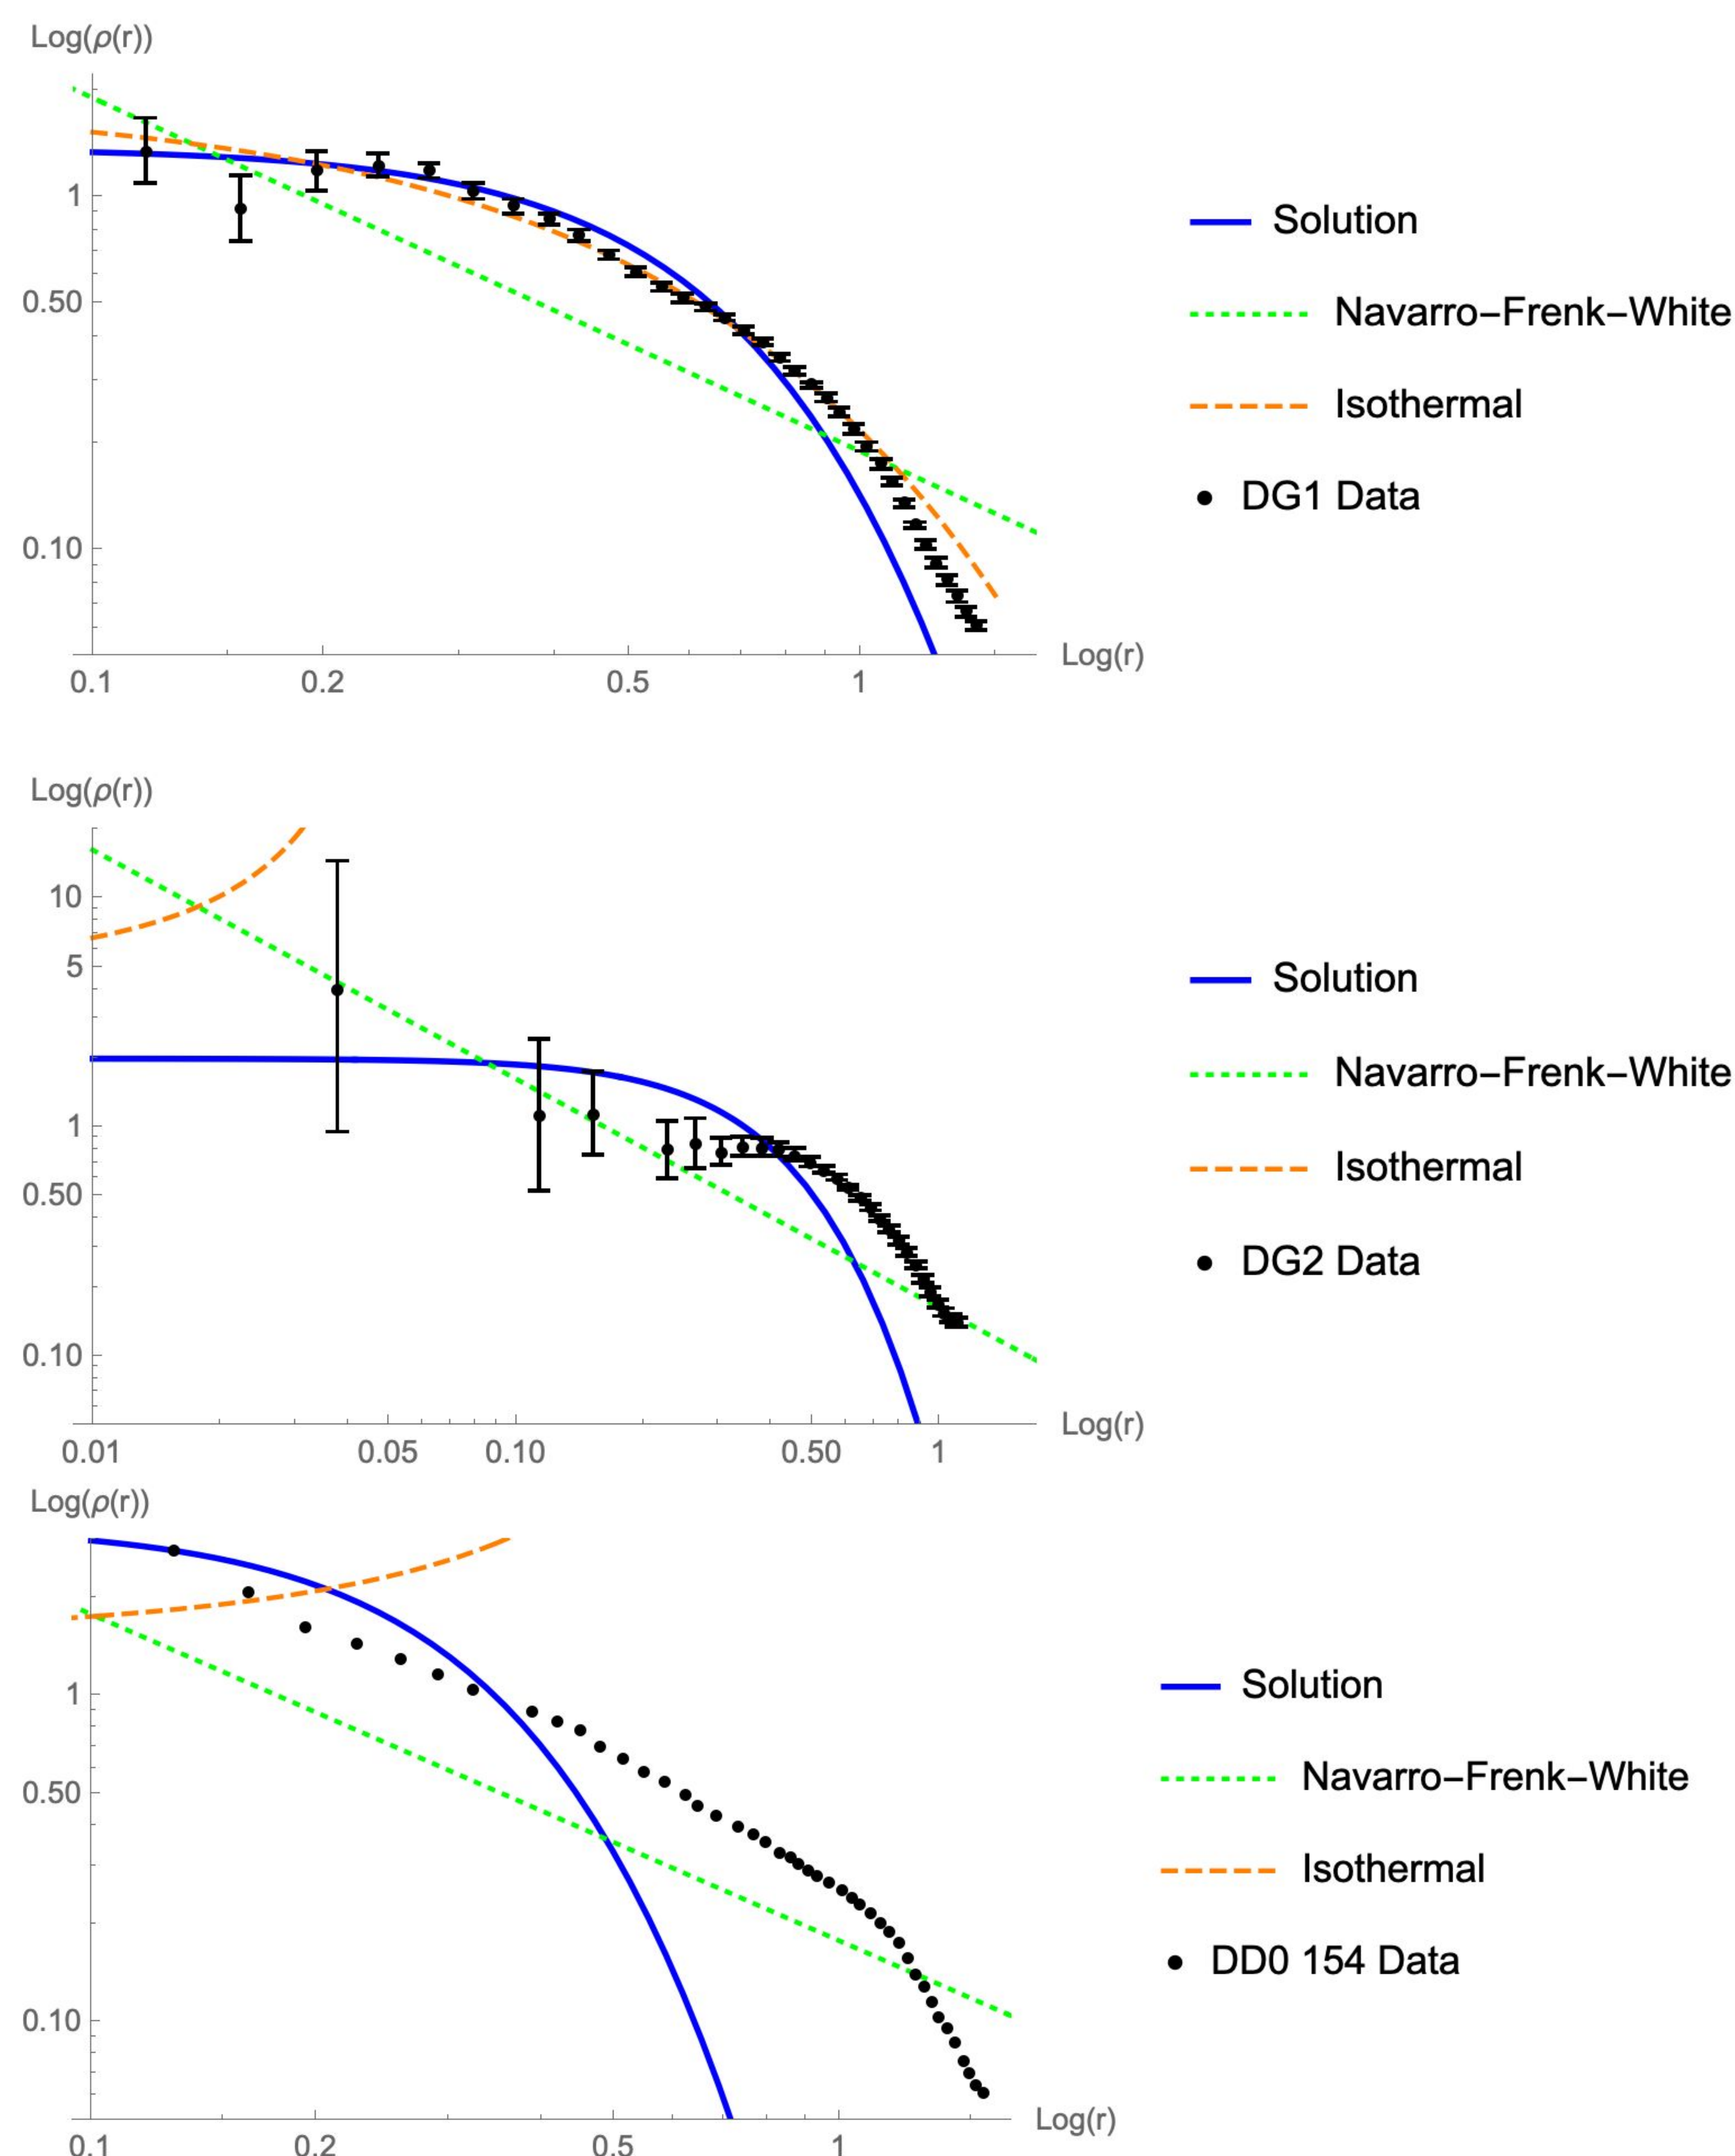 Log(ρ(r))
1
0.50
0.10
0.1 0.2 0.5 1
Log(r)
Solution
Navarro–Frenk–White
Isothermal
DG1 Data
Log(ρ(r))
10
5
1
0.50
0.10
0.01 0.05 0.10 0.50 1
Log(r)
Solution
Navarro–Frenk–White
Isothermal
DG2 Data
Log(ρ(r))
1
0.50
0.10
0.1 0.2 0.5 1
Log(r)
Solution
Navarro–Frenk–White
Isothermal
DD0 154 Data